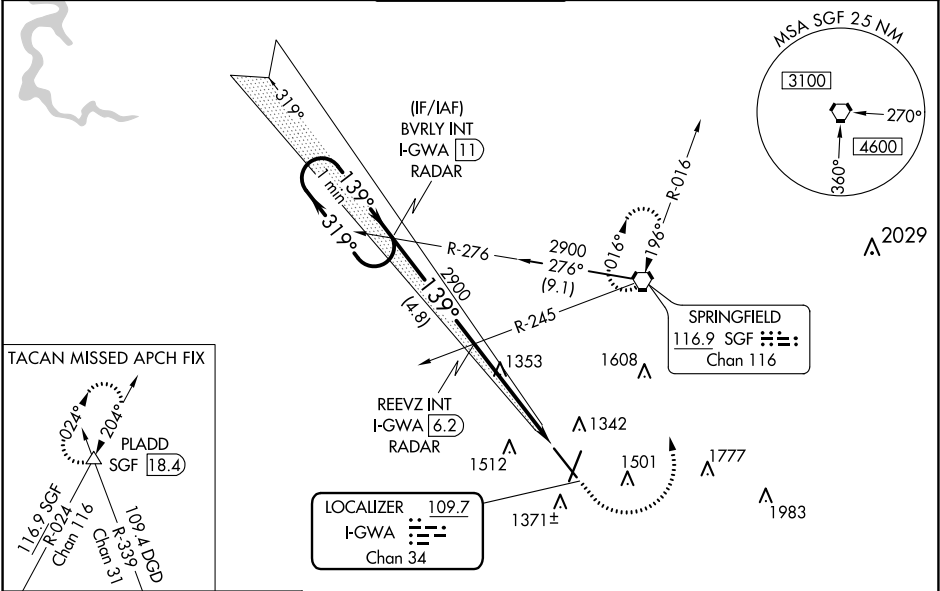 MSA SGF 25 NM
3100
270°
4600
360°
2029
319°
(IF/IAF)
BVRLY INT
I-GWA 11
RADAR
139°
1 min
319°
R-016
016°
196°
R-276
2900
276°
(9.1)
2900
139°
(4.8)
R-245
SPRINGFIELD
116.9 SGF
Chan 116
1353
1608
REEVZ INT
I-GWA 6.2
RADAR
1342
1512
1501
1777
1371±
1983
LOCALIZER 109.7
I-GWA
Chan 34
TACAN MISSED APCH FIX
024°
204°
PLADD
SGF 18.4
116.9 SGF
R-024
Chan 116
109.4 DGD
R-339
Chan 31